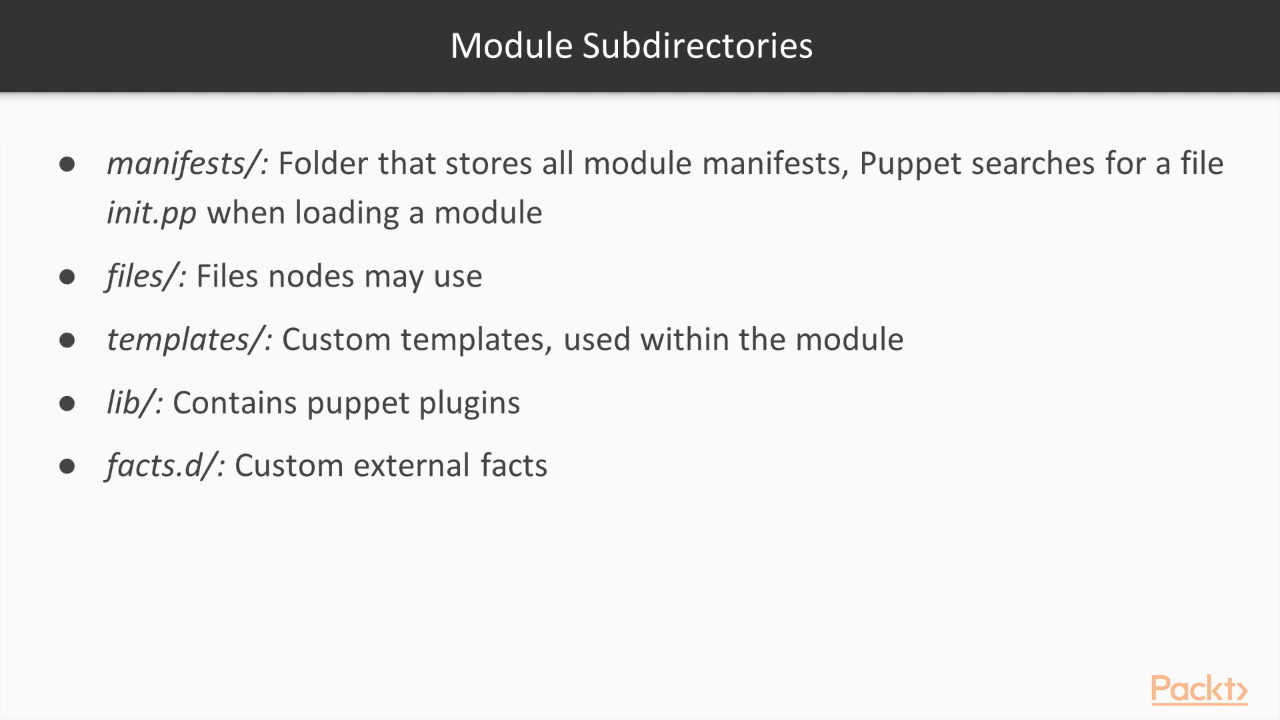 Module Subdirectories
● manifests/: Folder that stores all module manifests, Puppet searches for a file
init.pp when loading a module
● files/: Files nodes may use
● templates/: Custom templates, used within the module
● lib/: Contains puppet plugins
● facts.d/: Custom external facts
Packt>